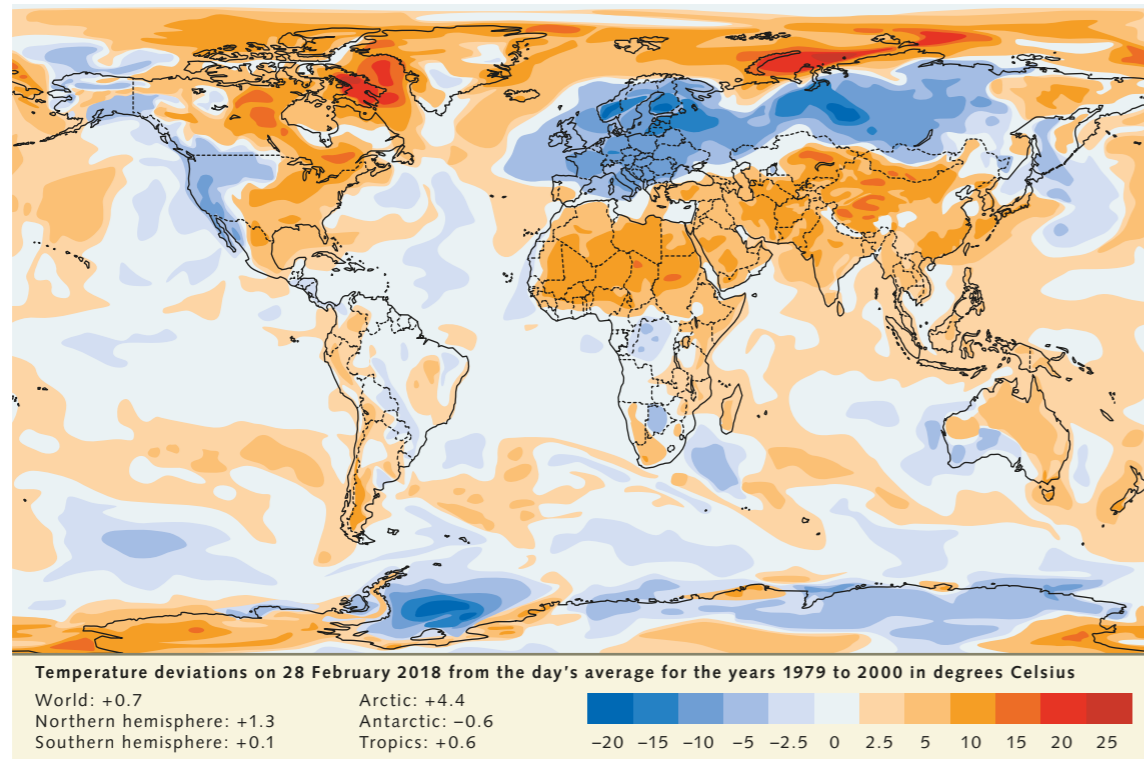 Temperature deviations on 28 February 2018 from the day's average for the years 1979 to 2000 in degrees Celsius
World: +0.7
Northern hemisphere: +1.3
Southern hemisphere: +0.1
Arctic: +4.4
Antarctic: −0.6
Tropics: +0.6
−20 −15 −10 −5 −2.5 0 2.5 5 10 15 20 25